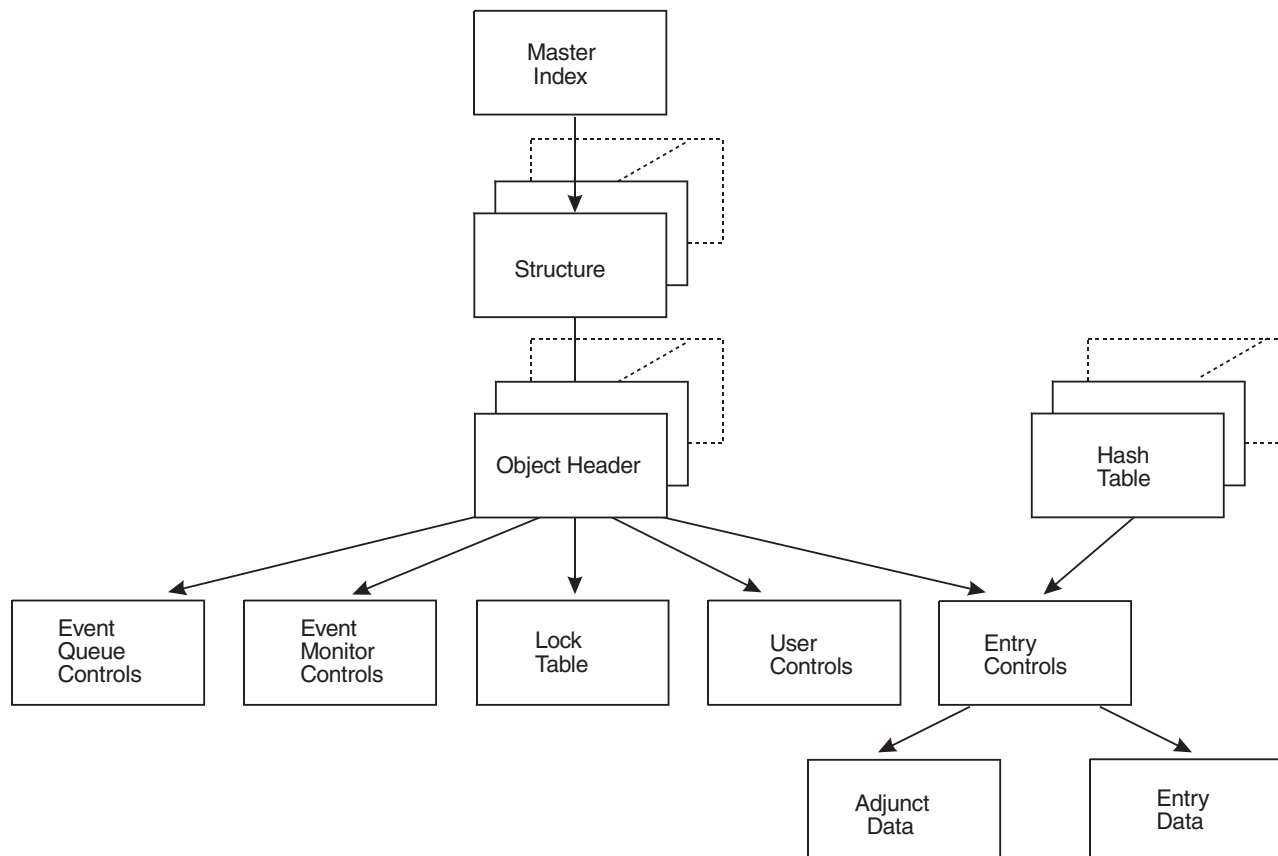 Master
Index
Structure
Object Header
Hash
Table
Event
Queue
Controls
Event
Monitor
Controls
Lock
Table
User
Controls
Entry
Controls
Adjunct
Data
Entry
Data